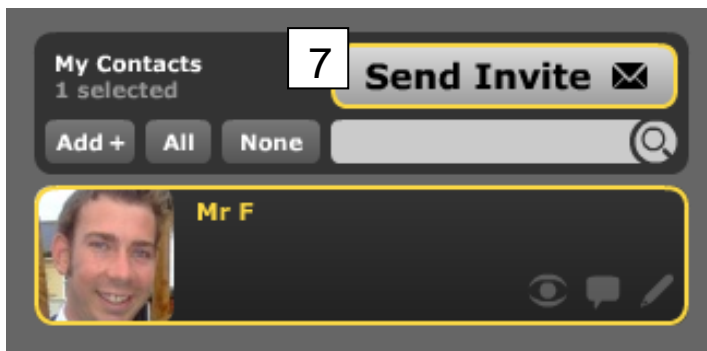 My Contacts
1 selected
7
Send Invite
Add +
All
None
Mr F